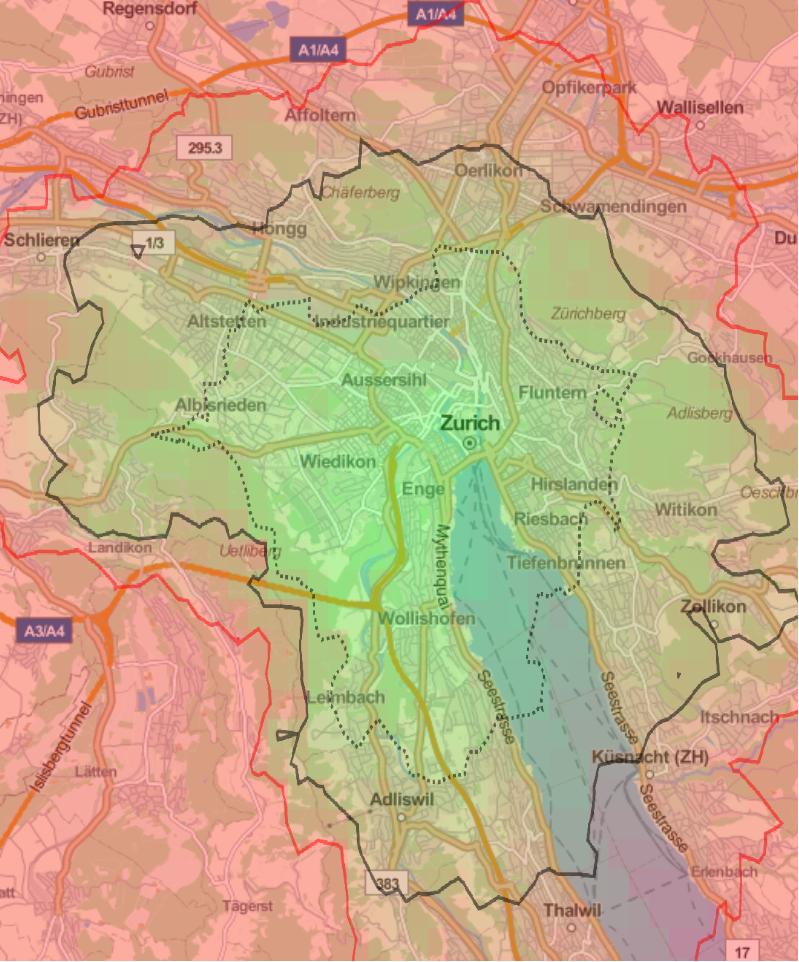 Regensdorf
A1/A4
A1/A4
Gubrist
Opfikerpark
Gubristtunnel
Wallisellen
ZH)
Affoltern
295.3
Oerlikon
Chäferberg
Schwamendingen
Schlieren
1/3
Höngg
Du
Wipkingen
Altstetten
Industriequartier
Zürichberg
Gockhausen
Aussersihl
Fluntern
Albisrieden
Adlisberg
Zurich
Wiedikon
Enge
Hirslanden
Riesbach
Witikon
Landikon
Uetliberg
Mythenquai
Tiefenbrunnen
A3/A4
Wollishofen
Zollikon
Leimbach
Seestrasse
Seestrasse
Itschnach
Islisbergtunnel
Lätten
Küsnacht (ZH)
Adliswil
Seestrasse
383
Erlenbach
Tägerst
Thalwil
17